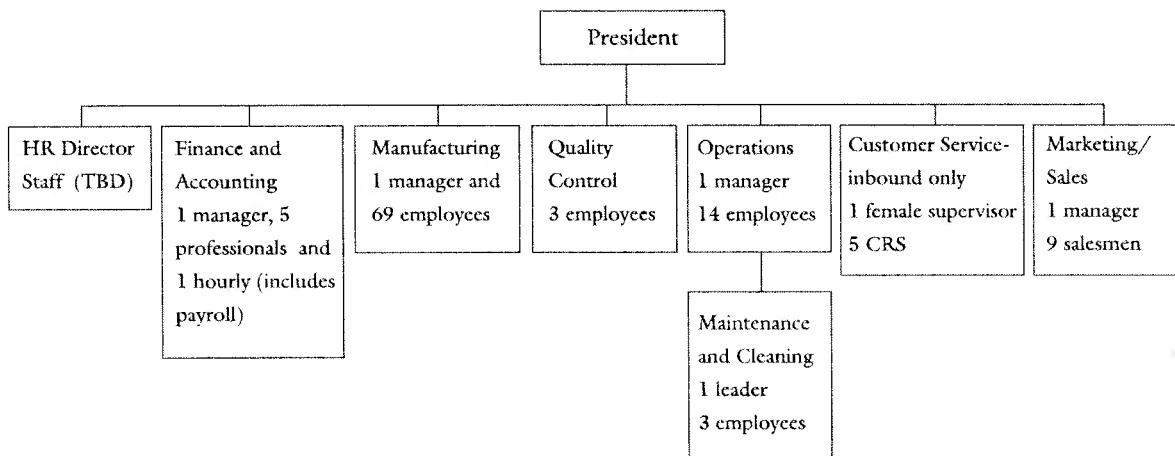 President
HR Director
Staff (TBD)
Finance and
Accounting
1 manager, 5
professionals and
1 hourly (includes
payroll)
Manufacturing
1 manager and
69 employees
Quality
Control
3 employees
Operations
1 manager
14 employees
Customer Service-
inbound only
1 female supervisor
5 CRS
Marketing/
Sales
1 manager
9 salesmen
Maintenance
and Cleaning
1 leader
3 employees